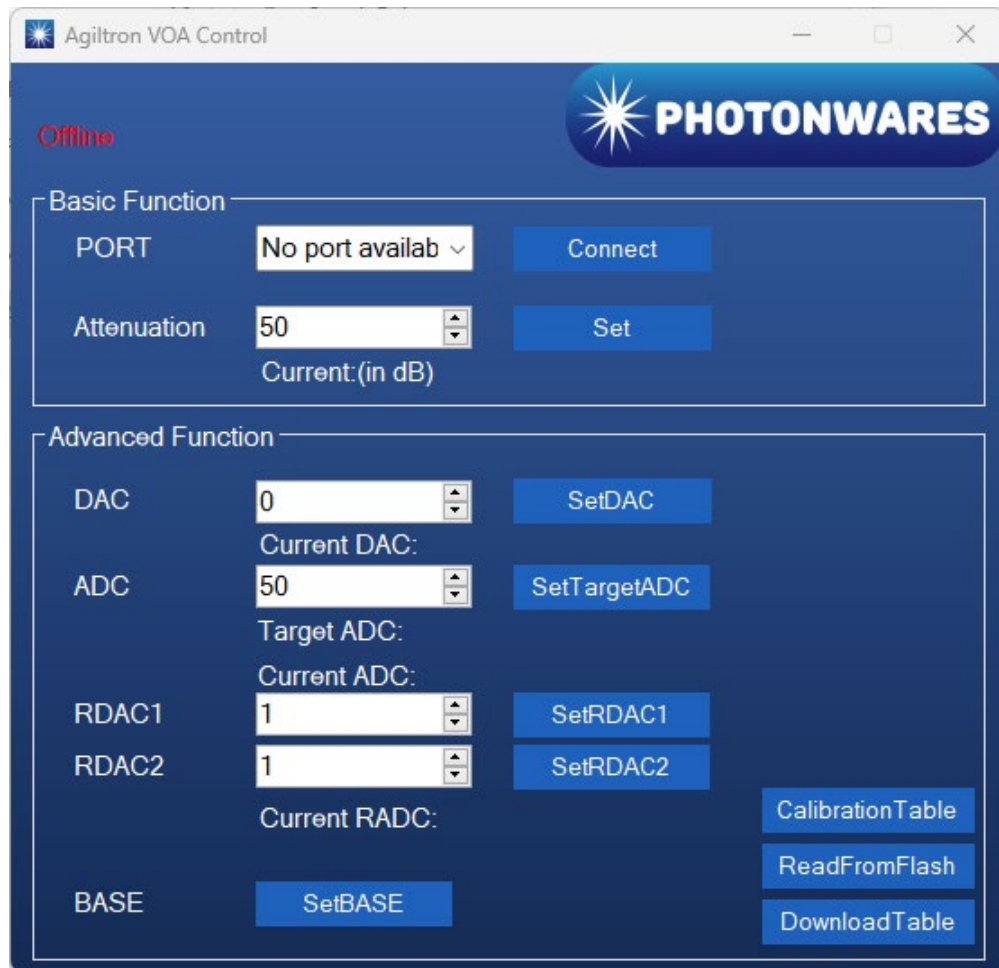 Agiltron VOA Control
PHOTONWARES
Offline
Basic Function
PORT No port availab Connect
Attenuation 50 Set
Current:(in dB)
Advanced Function
DAC 0 SetDAC
Current DAC:
ADC 50 SetTargetADC
Target ADC:
Current ADC:
RDAC1 1 SetRDAC1
RDAC2 1 SetRDAC2
Current RADC:
CalibrationTable
ReadFromFlash
BASE SetBASE
DownloadTable